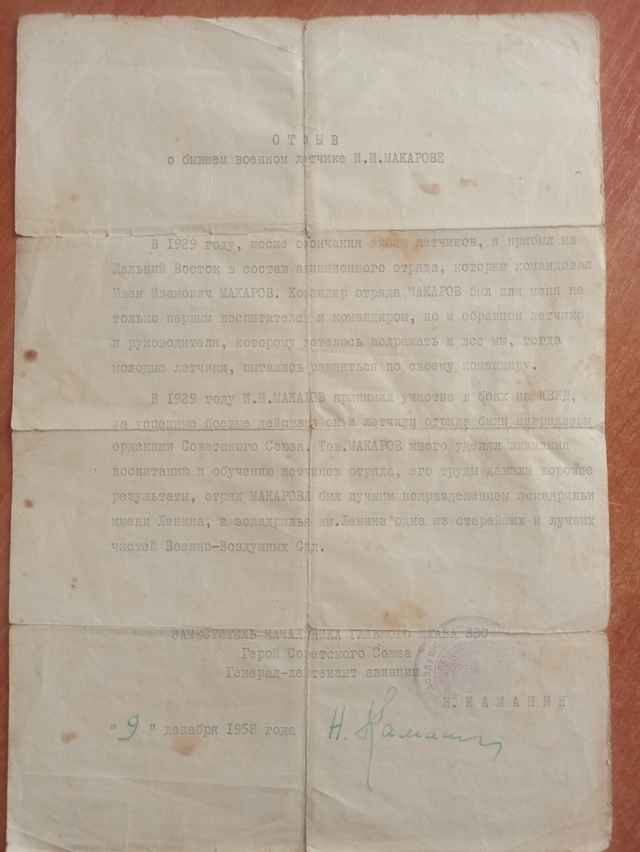 О Т З Ы В
о бывшем военном летчике И.И.МАКАРОВЕ
В 1929 году, после окончания школы летчиков, я прибыл на
Дальний Восток в состав авиационного отряда, которым командовал
Иван Иванович МАКАРОВ. Командир отряда МАКАРОВ был для меня не
только первым воспитателем и командиром, но и образцом летчика
и руководителя, которому хотелось подражать и все мы, тогда
молодые летчики, пытались равняться по своему командиру.
В 1929 году И.И.МАКАРОВ принимал участие в боях на КВЖД,
за успешные боевые действия он и летчики отряда были награждены
орденами Советского Союза. Тов.МАКАРОВ много уделял внимания
воспитанию и обучению летчиков отряда, его труды давали хорошие
результаты, отряд МАКАРОВА был лучшим подразделением эскадрильи
имени Ленина, а эскадрилья им.Ленина одна из старейших и лучших
частей Военно-Воздушных Сил.
ЗАМЕСТИТЕЛЬ НАЧАЛЬНИКА ГЛАВНОГО ШТАБА ВВС
Герой Советского Союза
Генерал-лейтенант авиации
Н. К А М А Н И Н
"9" декабря 1958 года
Н. Каманин